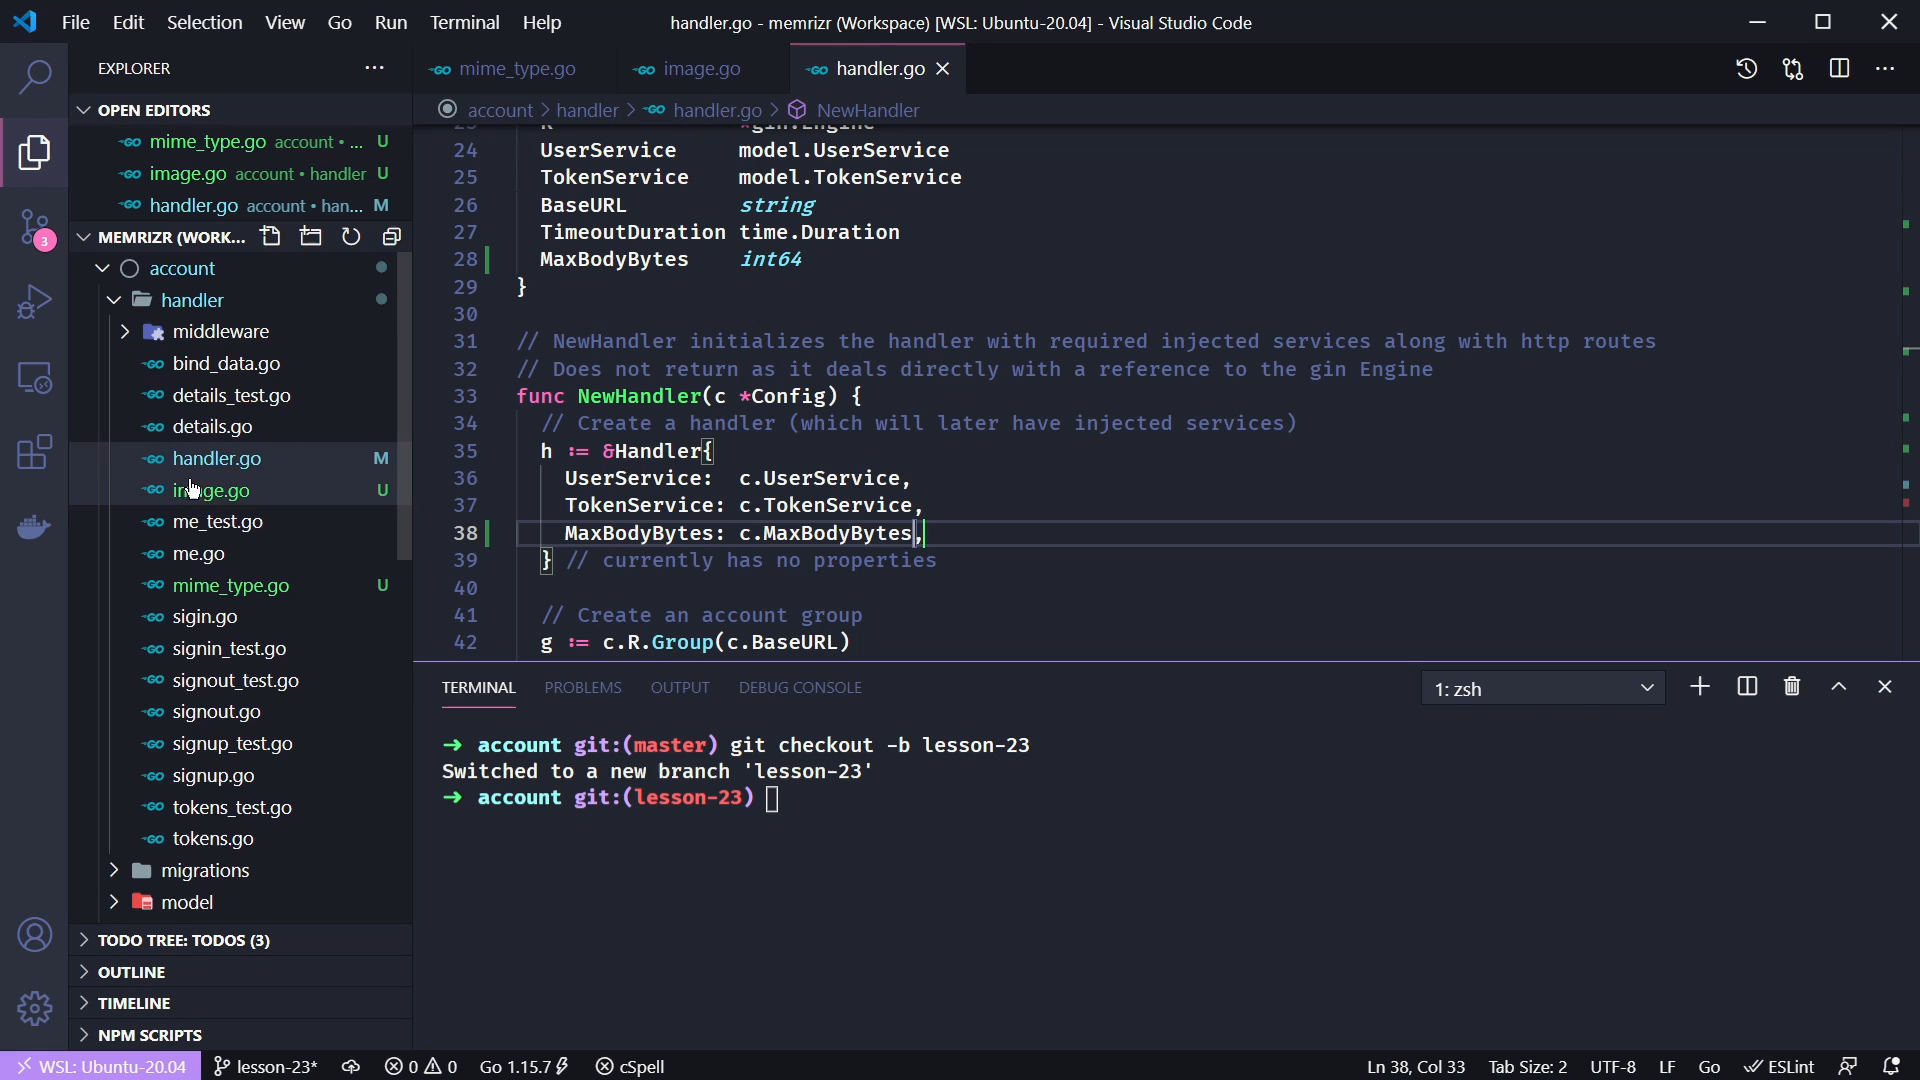 File Edit Selection View Go Run Terminal Help
handler.go - memrizr (Workspace) [WSL: Ubuntu-20.04] - Visual Studio Code
EXPLORER
mime_type.go
image.go
handler.go
OPEN EDITORS
account > handler > handler.go > NewHandler
mime_type.go account • ... U
image.go account • handler U
handler.go account • han... M
MEMRIZR (WORK...
account
handler
middleware
bind_data.go
details_test.go
details.go
handler.go M
image.go U
me_test.go
me.go
mime_type.go U
sigin.go
signin_test.go
signout_test.go
signout.go
signup_test.go
signup.go
tokens_test.go
tokens.go
migrations
model
TODO TREE: TODOS (3)
OUTLINE
TIMELINE
NPM SCRIPTS
3
24 UserService model.UserService
25 TokenService model.TokenService
26 BaseURL string
27 TimeoutDuration time.Duration
28 MaxBodyBytes int64
29 }
30
31 // NewHandler initializes the handler with required injected services along with http routes
32 // Does not return as it deals directly with a reference to the gin Engine
33 func NewHandler(c *Config) {
34 // Create a handler (which will later have injected services)
35 h := &Handler{
36 UserService: c.UserService,
37 TokenService: c.TokenService,
38 MaxBodyBytes: c.MaxBodyBytes,
39 } // currently has no properties
40
41 // Create an account group
42 g := c.R.Group(c.BaseURL)
TERMINAL PROBLEMS OUTPUT DEBUG CONSOLE
1: zsh
→ account git:(master) git checkout -b lesson-23
Switched to a new branch 'lesson-23'
→ account git:(lesson-23)
WSL: Ubuntu-20.04 lesson-23* 0 0 Go 1.15.7 cSpell
Ln 38, Col 33 Tab Size: 2 UTF-8 LF Go ESLint